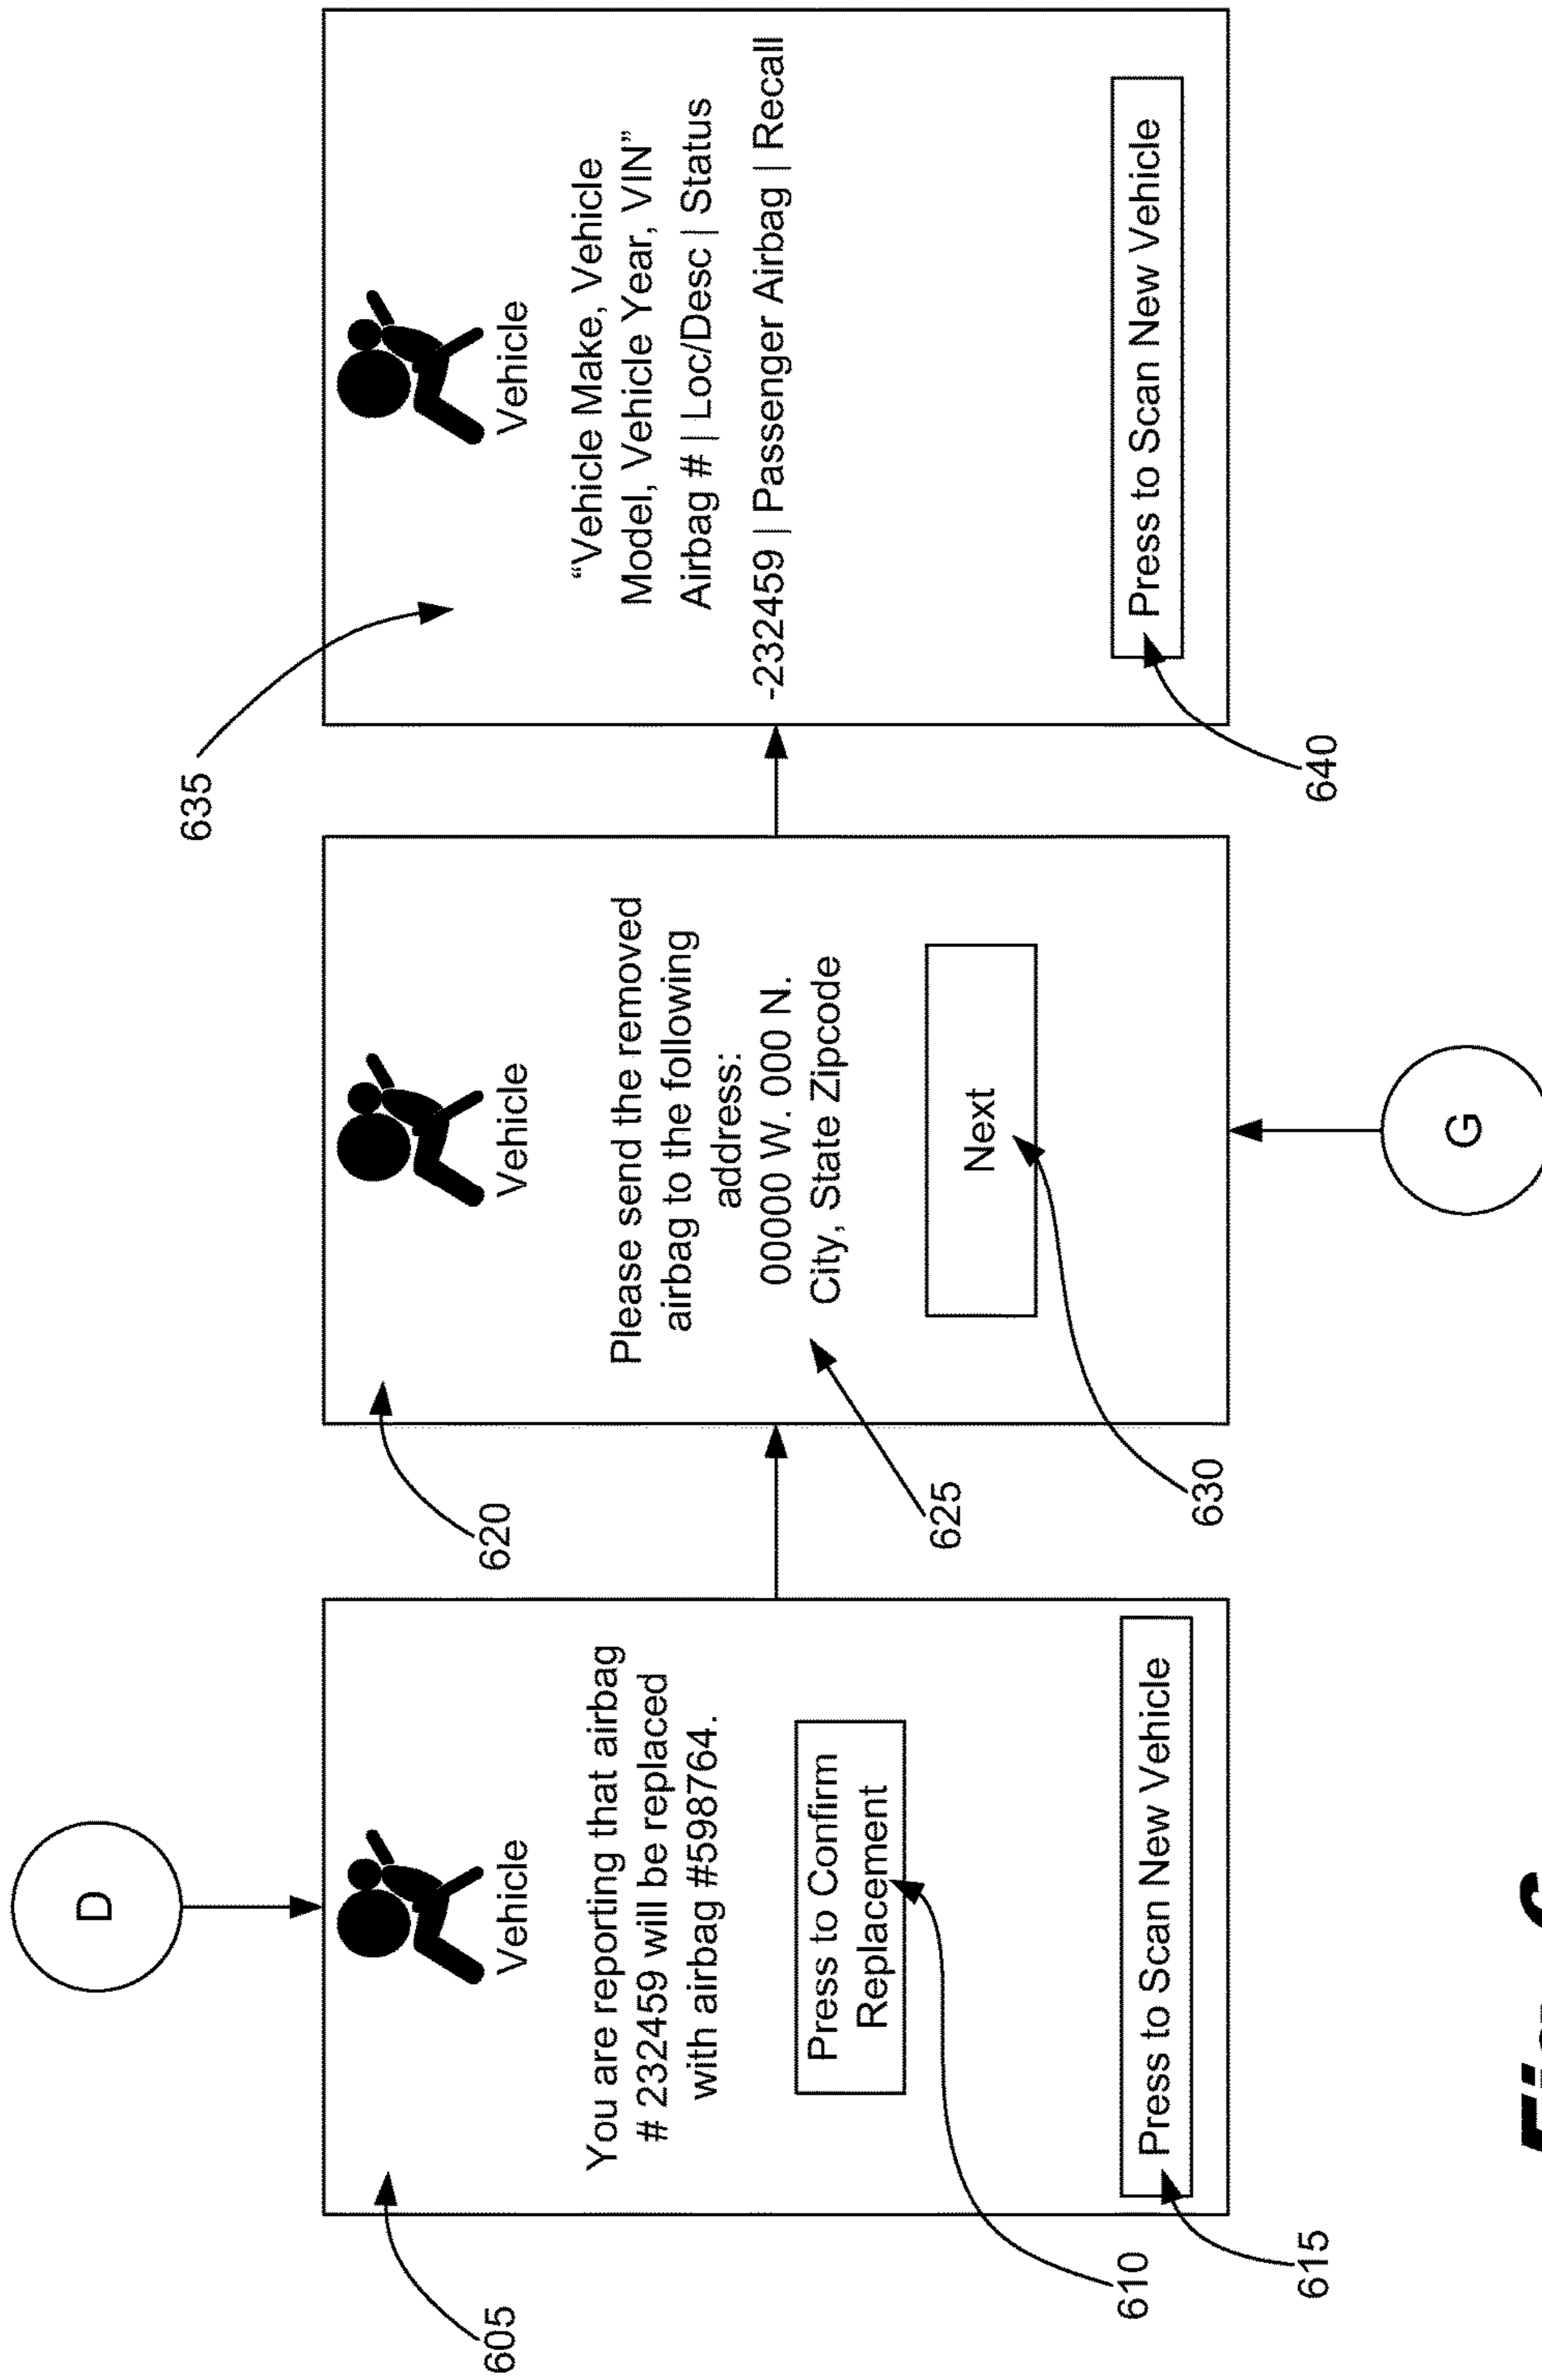 D
605
Vehicle
You are reporting that airbag
# 232459 will be replaced
with airbag #598764.
Press to Confirm
Replacement
610
Press to Scan New Vehicle
615
620
Vehicle
Please send the removed
airbag to the following
address:
00000 W. 000 N.
City, State Zipcode
625
Next
630
G
635
Vehicle
“Vehicle Make, Vehicle
Model, Vehicle Year, VIN”
Airbag # | Loc/Desc | Status
-232459 | Passenger Airbag | Recall
Press to Scan New Vehicle
640